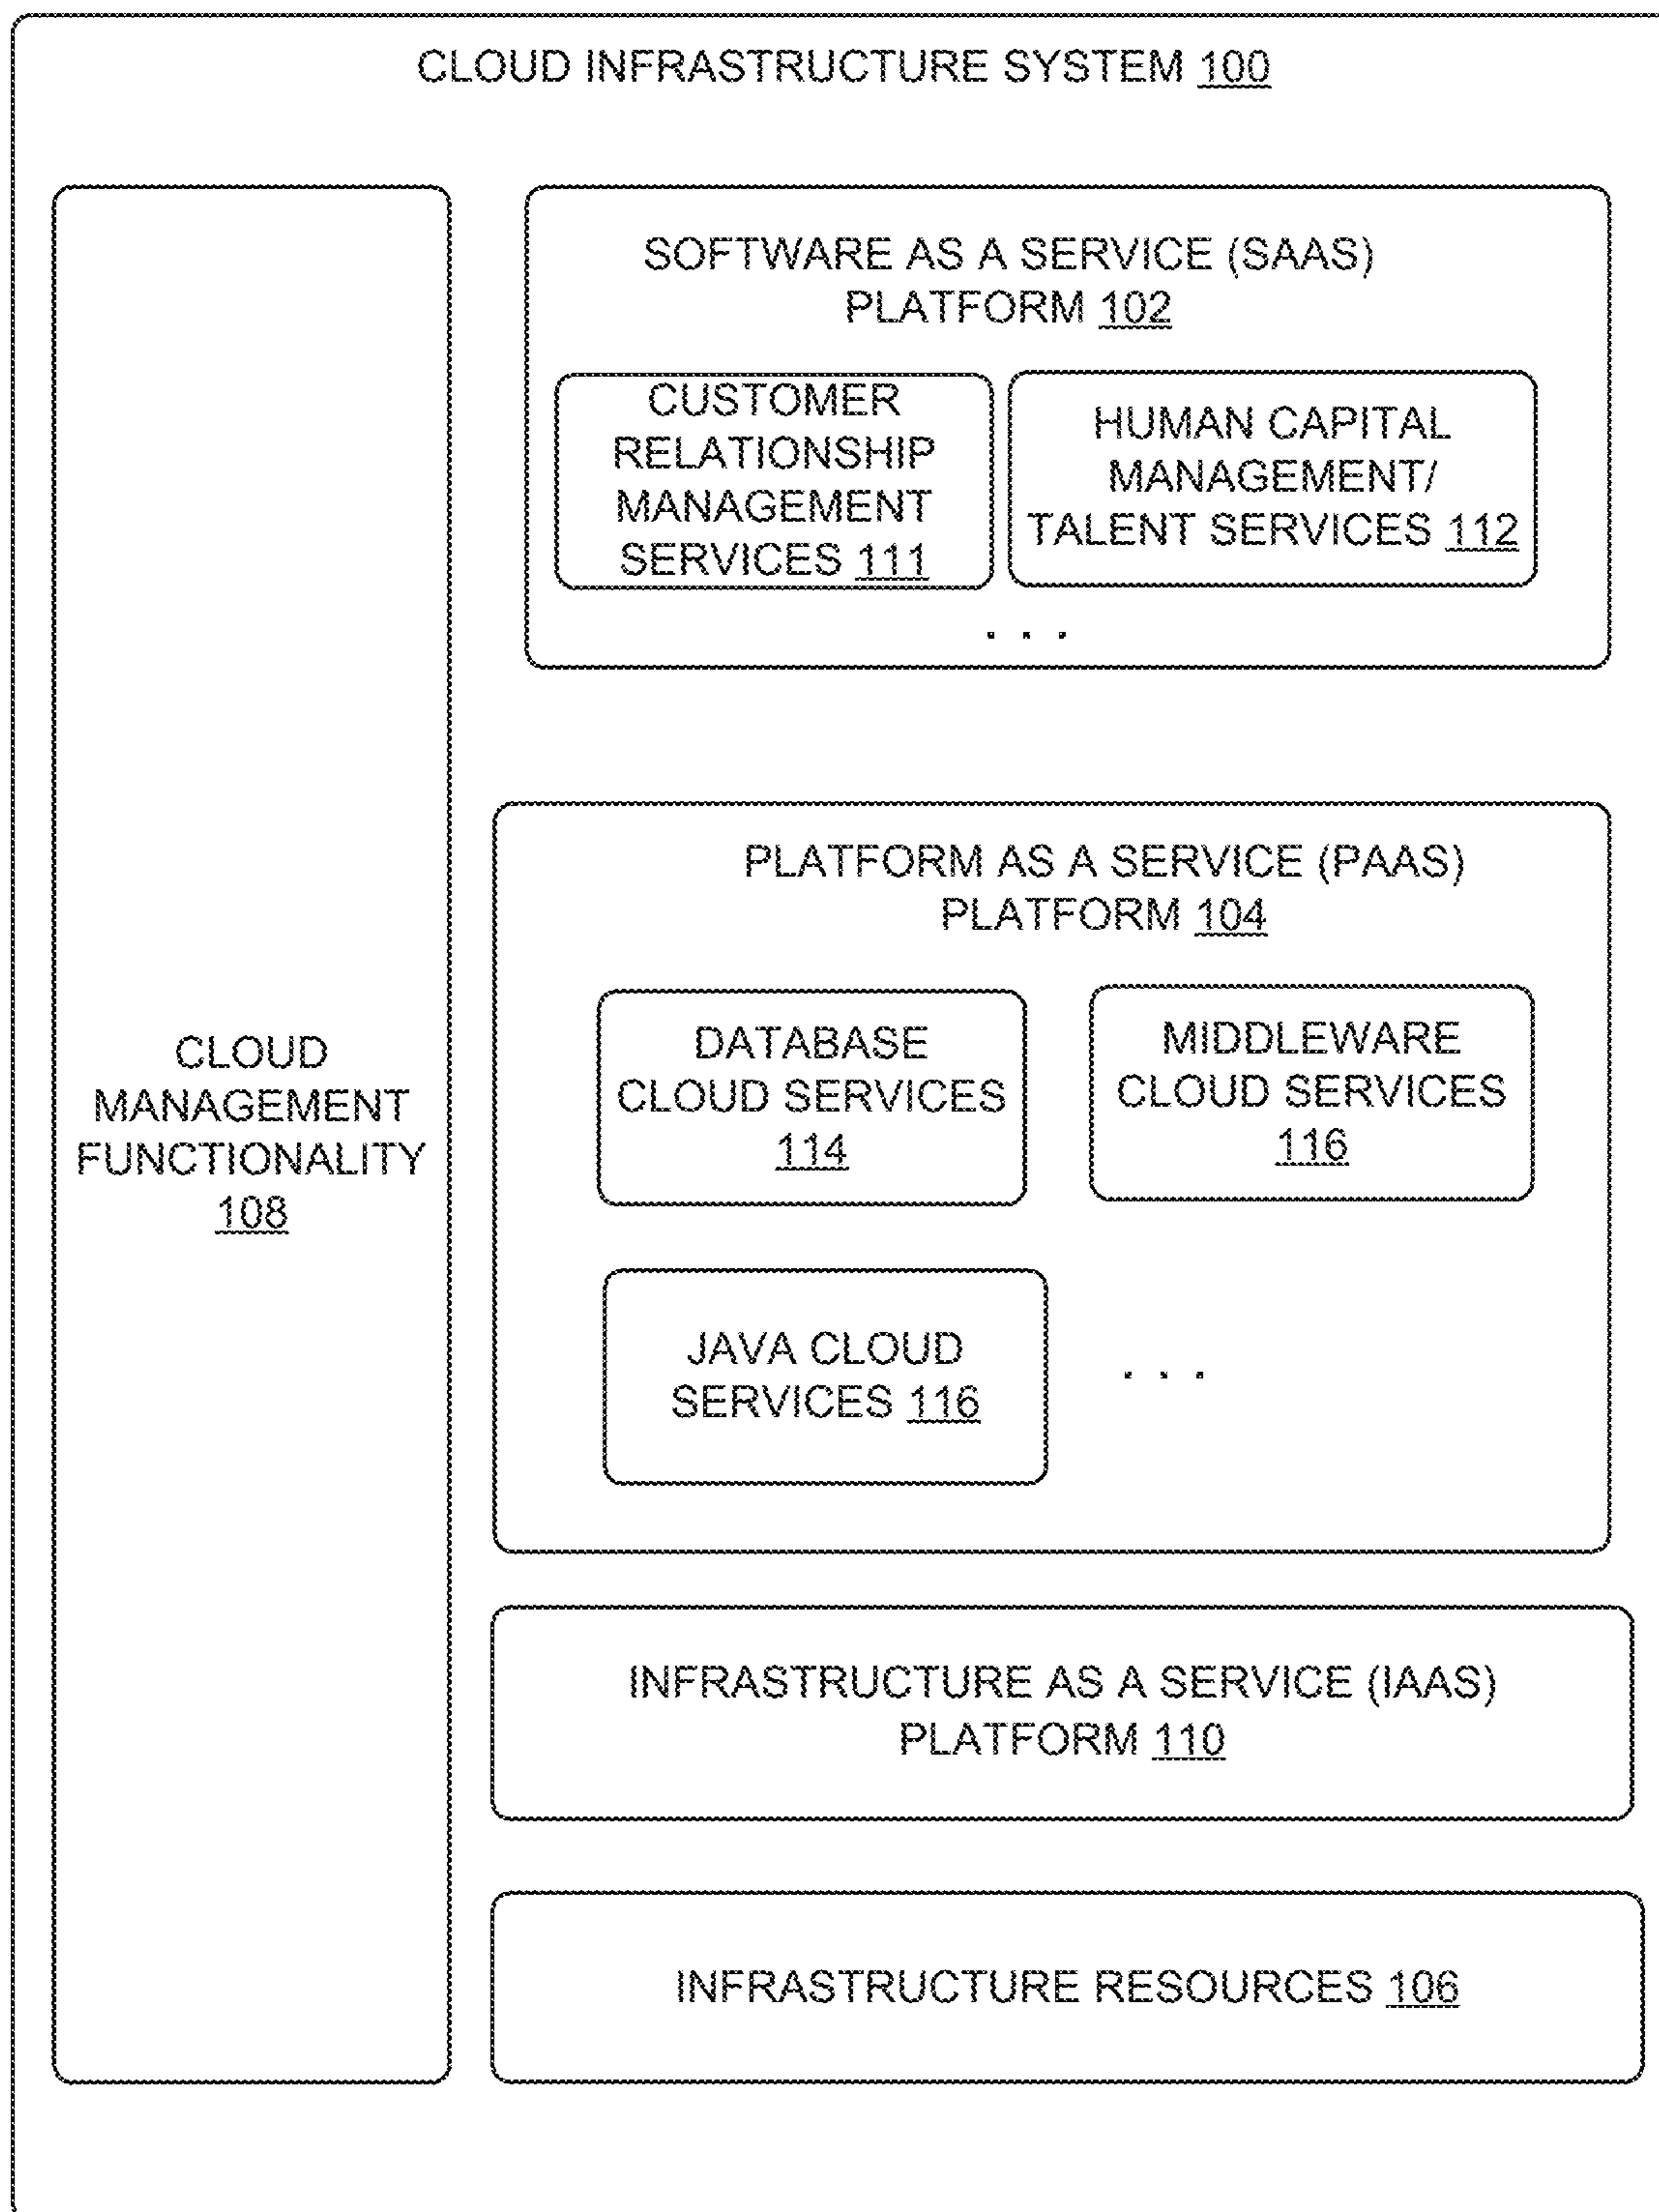 CLOUD INFRASTRUCTURE SYSTEM 100
SOFTWARE AS A SERVICE (SAAS)
PLATFORM 102
CUSTOMER
RELATIONSHIP
MANAGEMENT
SERVICES 111
HUMAN CAPITAL
MANAGEMENT/
TALENT SERVICES 112
. . .
CLOUD
MANAGEMENT
FUNCTIONALITY
108
PLATFORM AS A SERVICE (PAAS)
PLATFORM 104
DATABASE
CLOUD SERVICES
114
MIDDLEWARE
CLOUD SERVICES
116
JAVA CLOUD
SERVICES 116
. . .
INFRASTRUCTURE AS A SERVICE (IAAS)
PLATFORM 110
INFRASTRUCTURE RESOURCES 106